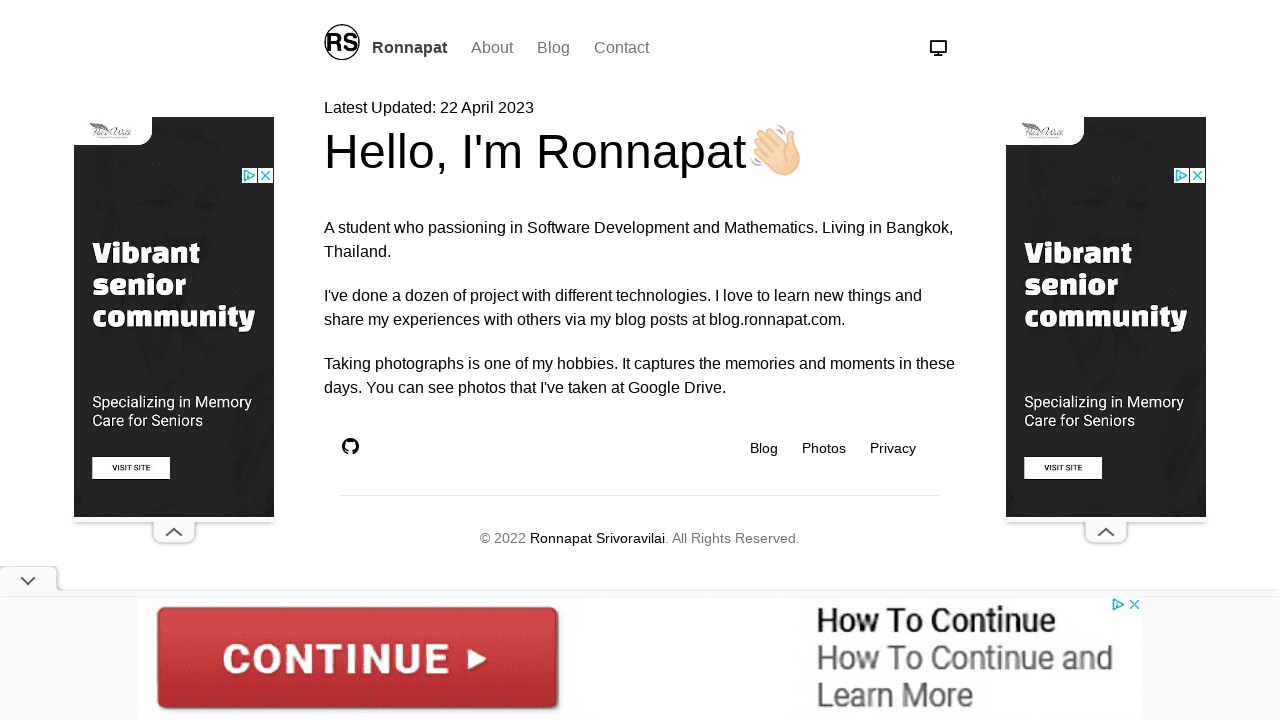 RS Ronnapat About Blog Contact
Latest Updated: 22 April 2023
Hello, I'm Ronnapat
A student who passioning in Software Development and Mathematics. Living in Bangkok,
Thailand.
I've done a dozen of project with different technologies. I love to learn new things and
share my experiences with others via my blog posts at blog.ronnapat.com.
Taking photographs is one of my hobbies. It captures the memories and moments in these
days. You can see photos that I've taken at Google Drive.
Blog Photos Privacy
© 2022 Ronnapat Srivoravilai. All Rights Reserved.
Vibrant
senior
community
Specializing in Memory
Care for Seniors
VISIT SITE
Vibrant
senior
community
Specializing in Memory
Care for Seniors
VISIT SITE
CONTINUE
How To Continue
How To Continue and
Learn More